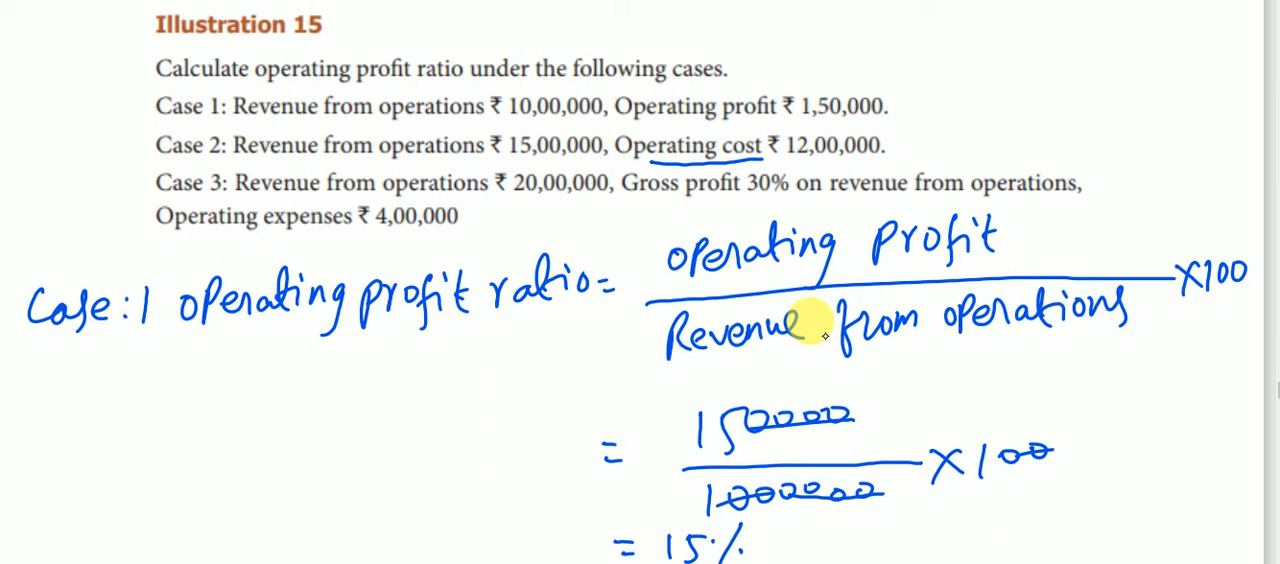 Illustration 15
Calculate operating profit ratio under the following cases.
Case 1: Revenue from operations ₹ 10,00,000, Operating profit ₹ 1,50,000.
Case 2: Revenue from operations ₹ 15,00,000, Operating cost ₹ 12,00,000.
Case 3: Revenue from operations ₹ 20,00,000, Gross profit 30% on revenue from operations,
Operating expenses ₹ 4,00,000
Case:1 operating profit ratio = operating profit
Revenue from operations ×100
= 150000
1000000 ×100
= 15%